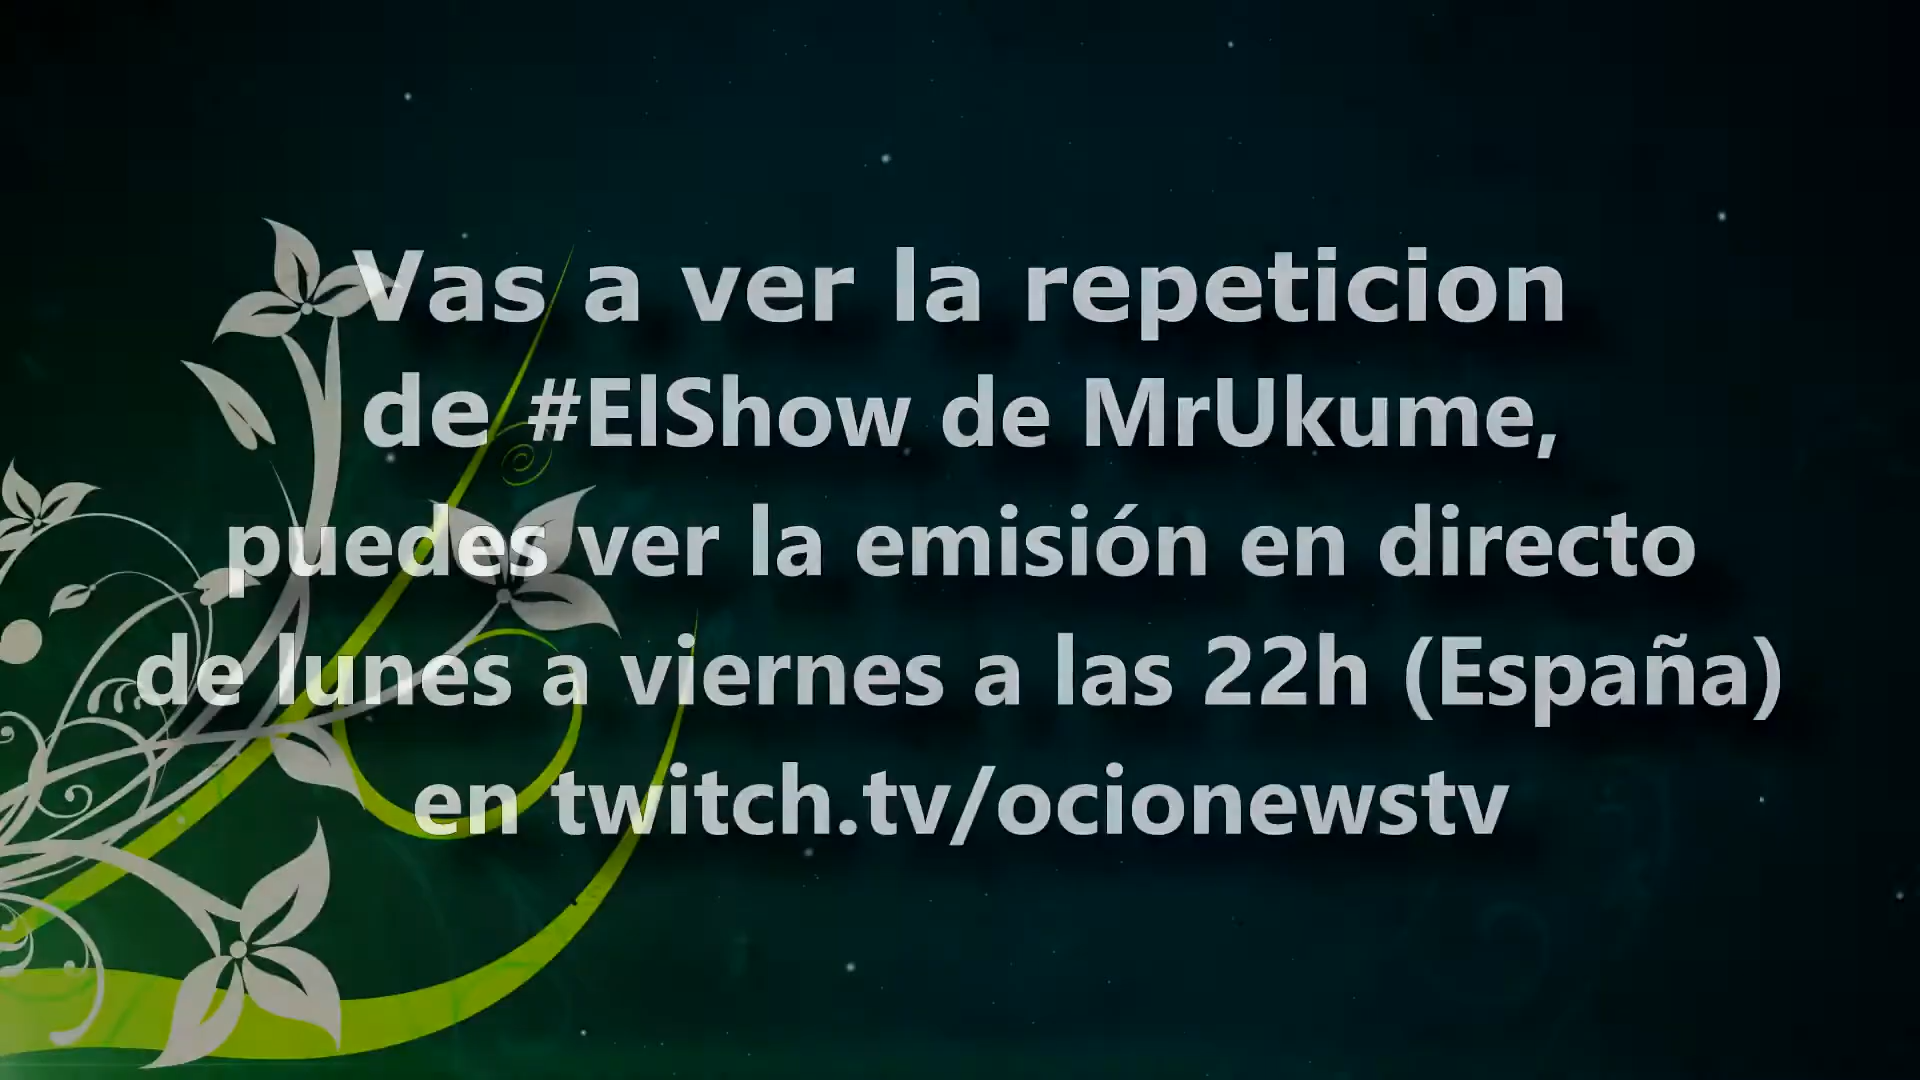 Vas a ver la repeticion
de #ElShow de MrUkume,
puedes ver la emisión en directo
de lunes a viernes a las 22h (España)
en twitch.tv/ocionewstv